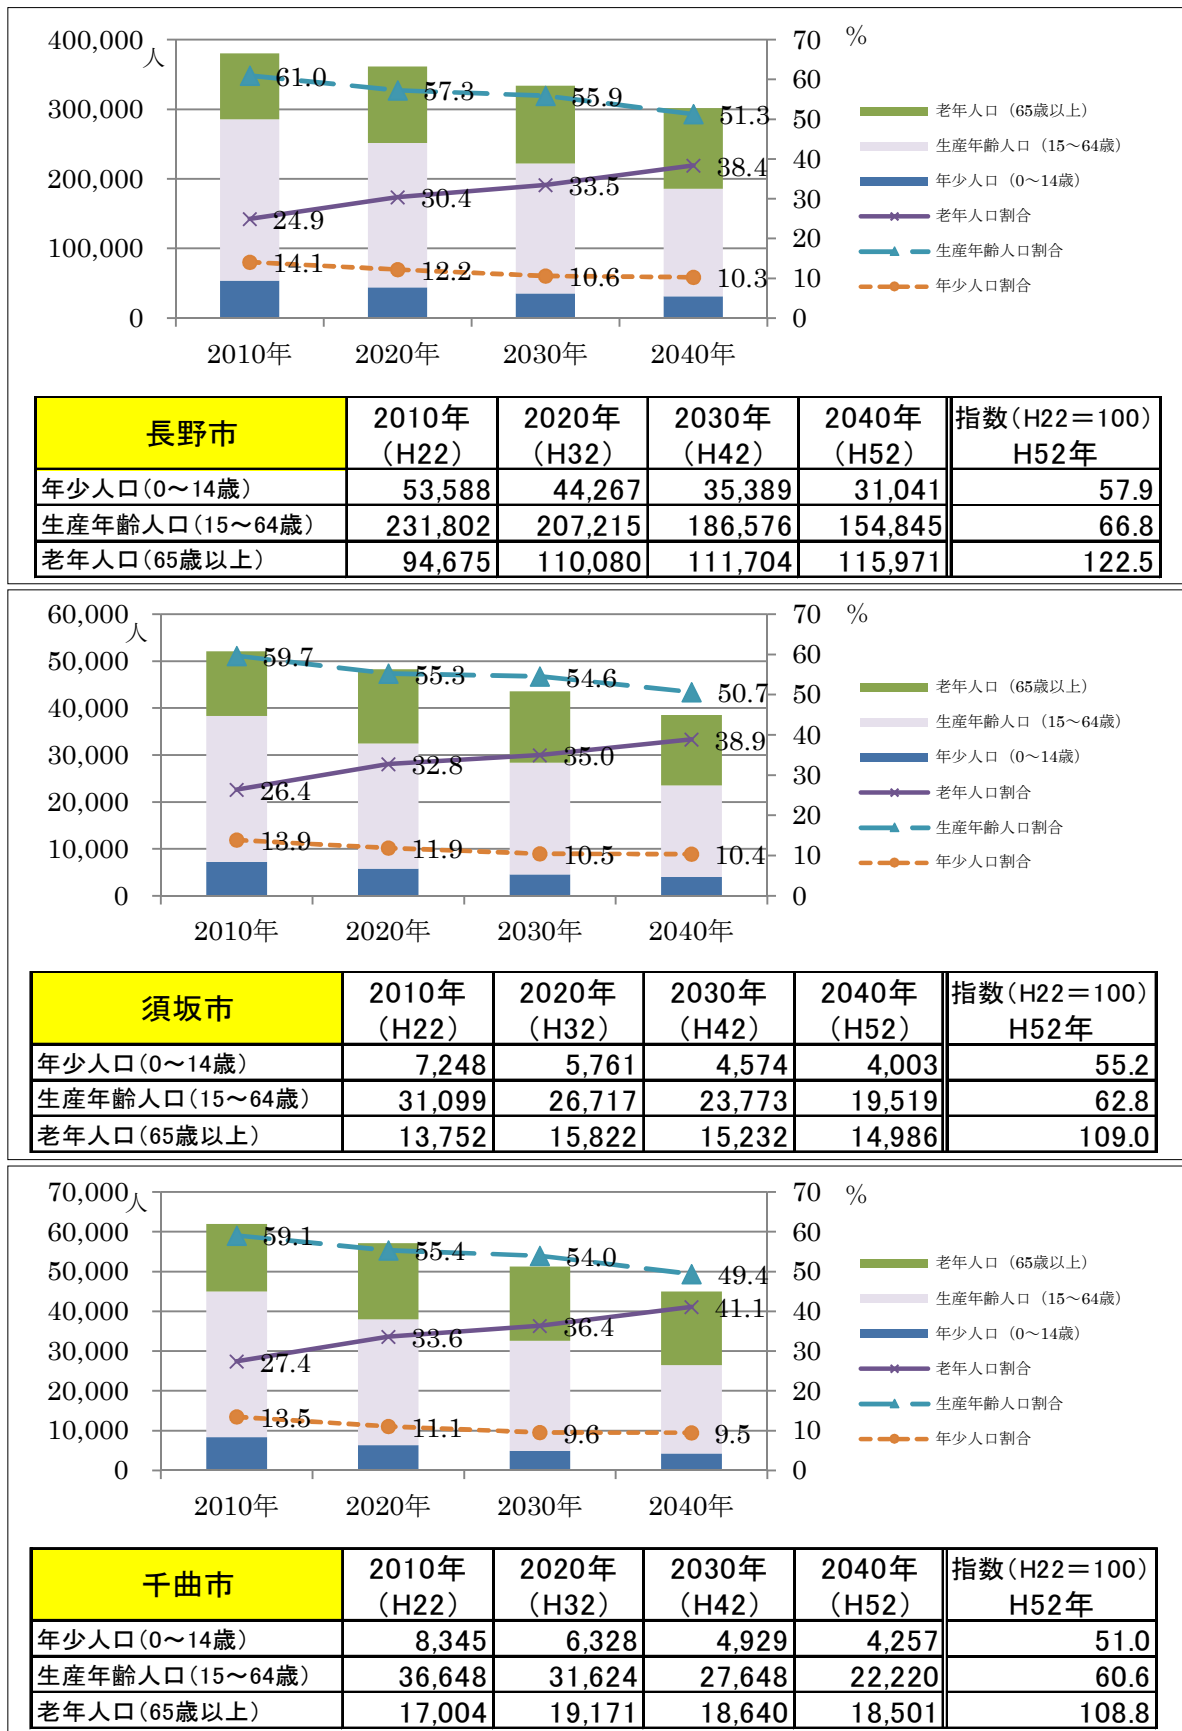 400,000
人
300,000
200,000
100,000
0
70
%
60
50
40
30
20
10
0
61.0
57.3
55.9
51.3
24.9
30.4
33.5
38.4
14.1
12.2
10.6
10.3
2010年 2020年 2030年 2040年
老年人口（65歳以上）
生産年齢人口（15～64歳）
年少人口（0～14歳）
老年人口割合
生産年齢人口割合
年少人口割合
長野市 2010年 2020年 2030年 2040年 指数（H22＝100）
（H22） （H32） （H42） （H52） H52年
年少人口（0～14歳） 53,588 44,267 35,389 31,041 57.9
生産年齢人口（15～64歳） 231,802 207,215 186,576 154,845 66.8
老年人口（65歳以上） 94,675 110,080 111,704 115,971 122.5
60,000
人
50,000
40,000
30,000
20,000
10,000
0
70
%
60
50
40
30
20
10
0
59.7
55.3
54.6
50.7
26.4
32.8
35.0
38.9
13.9
11.9
10.5
10.4
2010年 2020年 2030年 2040年
老年人口（65歳以上）
生産年齢人口（15～64歳）
年少人口（0～14歳）
老年人口割合
生産年齢人口割合
年少人口割合
須坂市 2010年 2020年 2030年 2040年 指数（H22＝100）
（H22） （H32） （H42） （H52） H52年
年少人口（0～14歳） 7,248 5,761 4,574 4,003 55.2
生産年齢人口（15～64歳） 31,099 26,717 23,773 19,519 62.8
老年人口（65歳以上） 13,752 15,822 15,232 14,986 109.0
70,000
人
60,000
50,000
40,000
30,000
20,000
10,000
0
70
%
60
50
40
30
20
10
0
59.1
55.4
54.0
49.4
27.4
33.6
36.4
41.1
13.5
11.1
9.6
9.5
2010年 2020年 2030年 2040年
老年人口（65歳以上）
生産年齢人口（15～64歳）
年少人口（0～14歳）
老年人口割合
生産年齢人口割合
年少人口割合
千曲市 2010年 2020年 2030年 2040年 指数（H22＝100）
（H22） （H32） （H42） （H52） H52年
年少人口（0～14歳） 8,345 6,328 4,929 4,257 51.0
生産年齢人口（15～64歳） 36,648 31,624 27,648 22,220 60.6
老年人口（65歳以上） 17,004 19,171 18,640 18,501 108.8